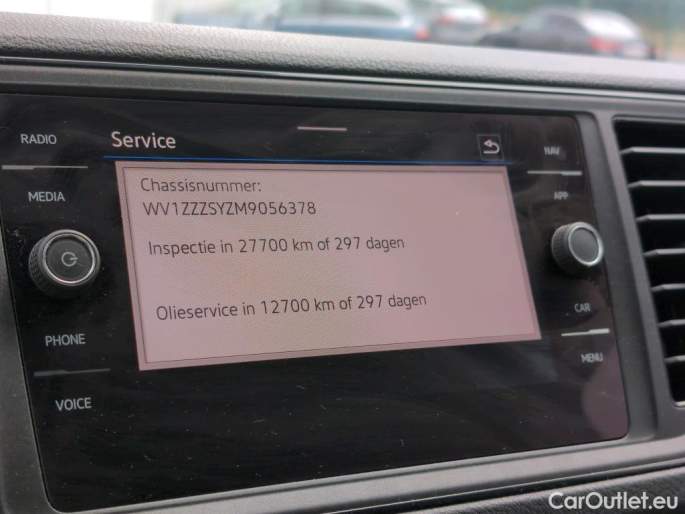 RADIO
MEDIA
PHONE
VOICE
Service
Chassisnummer:
WV1ZZZSYZM9056378
Inspectie in 27700 km of 297 dagen
Olieservice in 12700 km of 297 dagen
NAV
APP
CAR
MENU
CarOutlet.eu